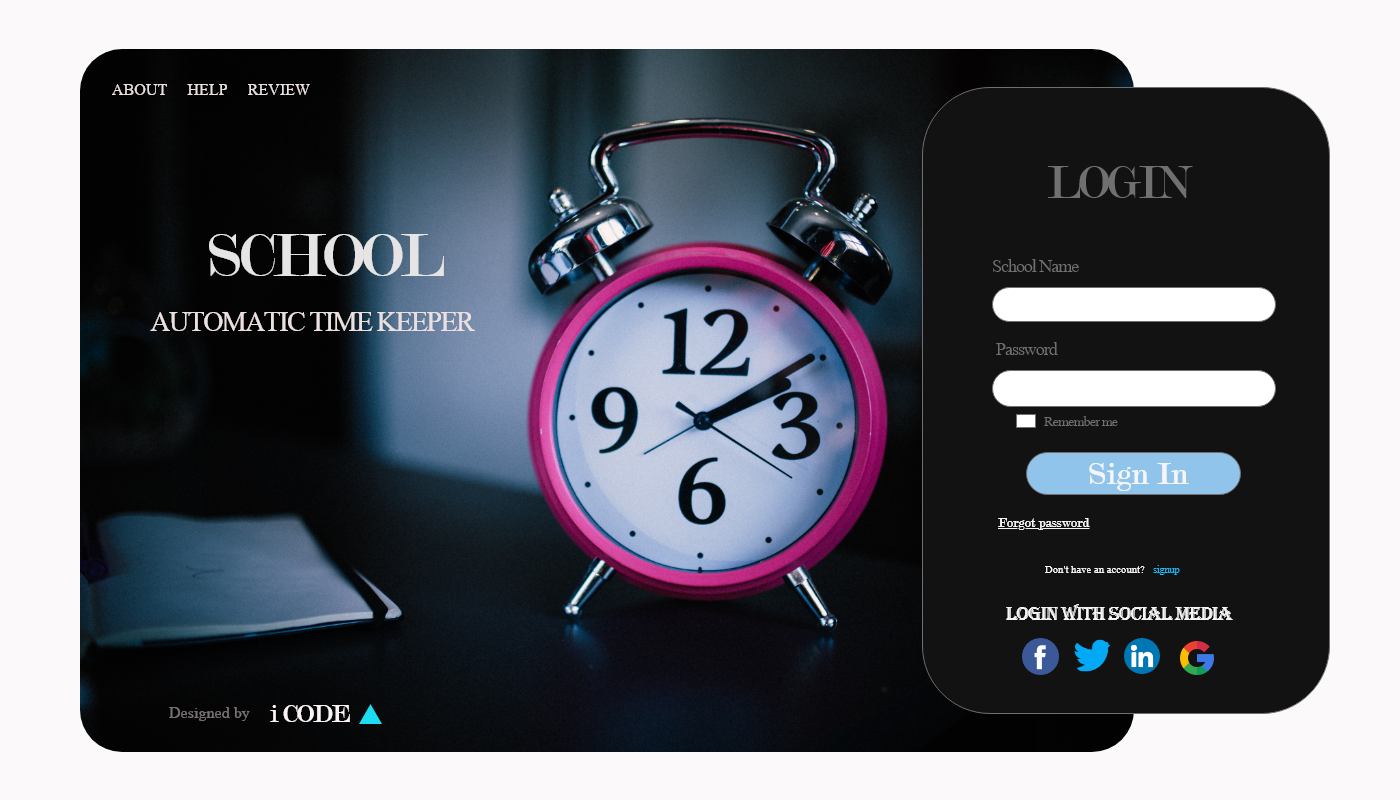 ABOUT HELP REVIEW
SCHOOL
AUTOMATIC TIME KEEPER
12
9
3
6
Designed by i CODE
LOGIN
School Name
Password
Remember me
Sign In
Forgot password
Don't have an account? signup
LOGIN WITH SOCIAL MEDIA
f in G